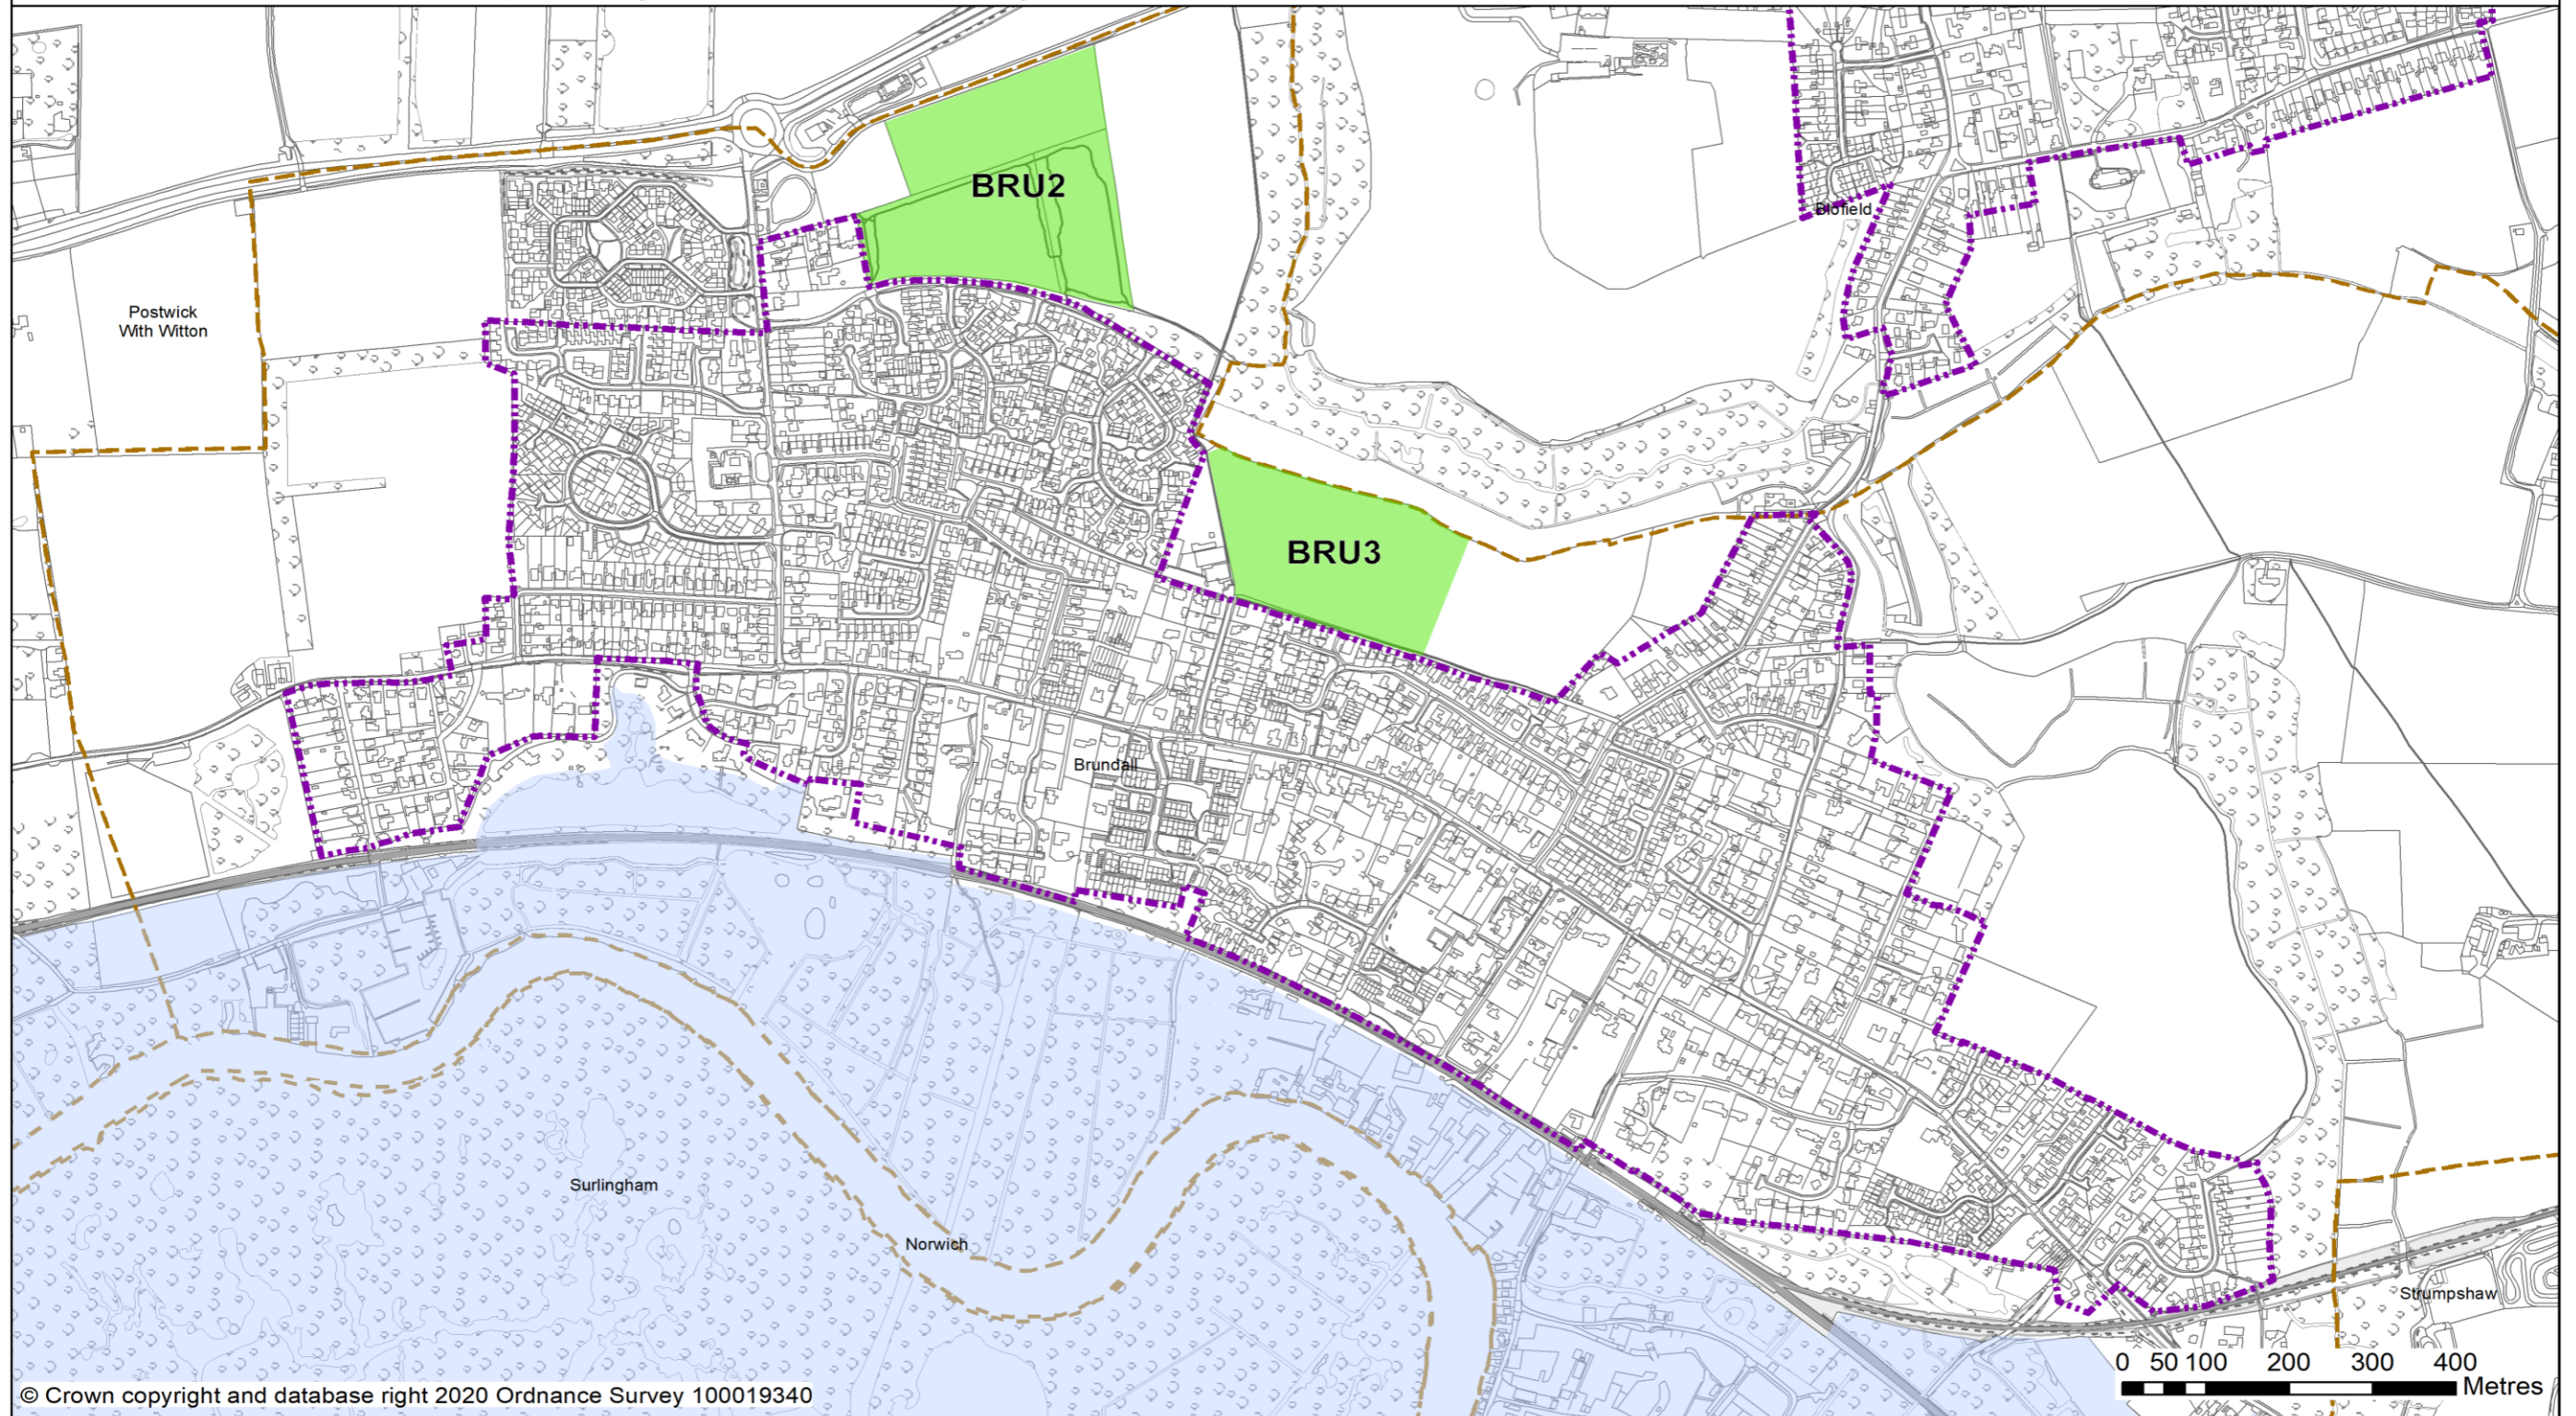 BRU2
Blofield
Postwick
With Witton
BRU3
Brundall
Surlingham
Norwich
Strumpshaw
0 50 100 200 300 400
Metres
© Crown copyright and database right 2020 Ordnance Survey 100019340